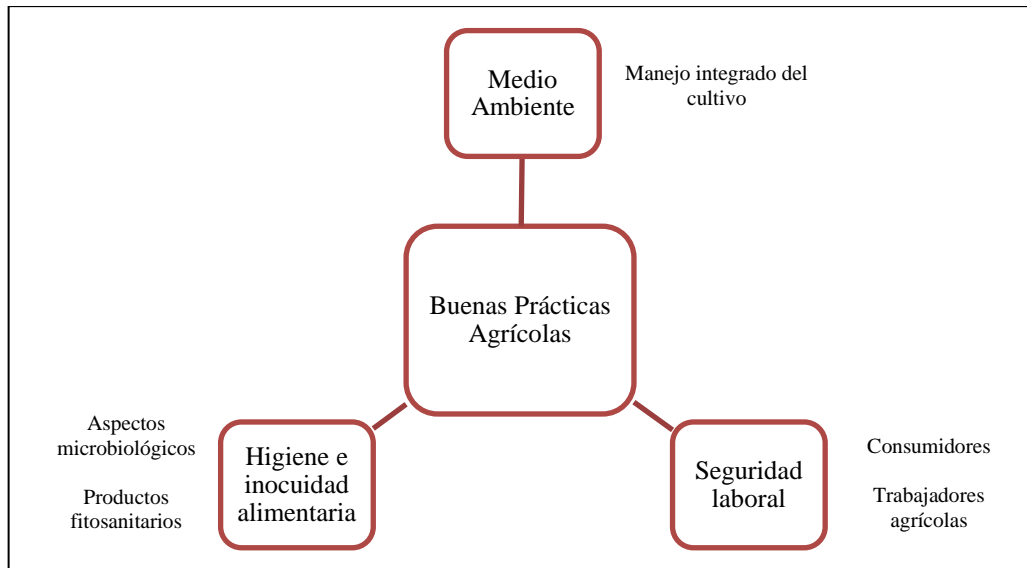 Medio
Ambiente
Manejo integrado del
cultivo
Buenas Prácticas
Agrícolas
Aspectos
microbiológicos
Productos
fitosanitarios
Higiene e
inocuidad
alimentaria
Seguridad
laboral
Consumidores
Trabajadores
agrícolas